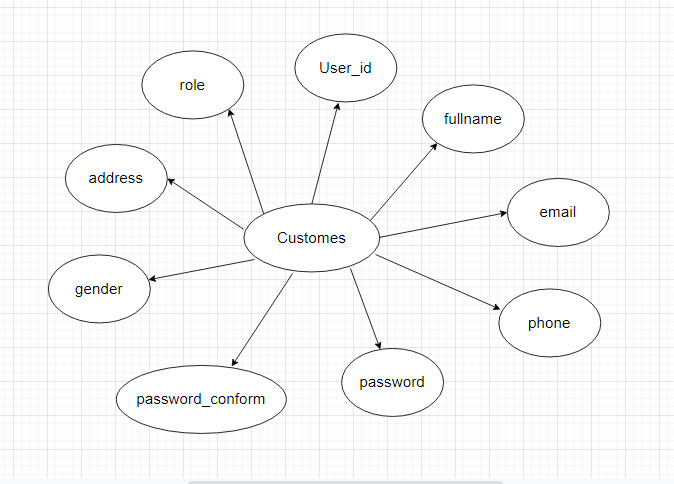 User_id
role
fullname
address
email
Customes
gender
phone
password
password_conform